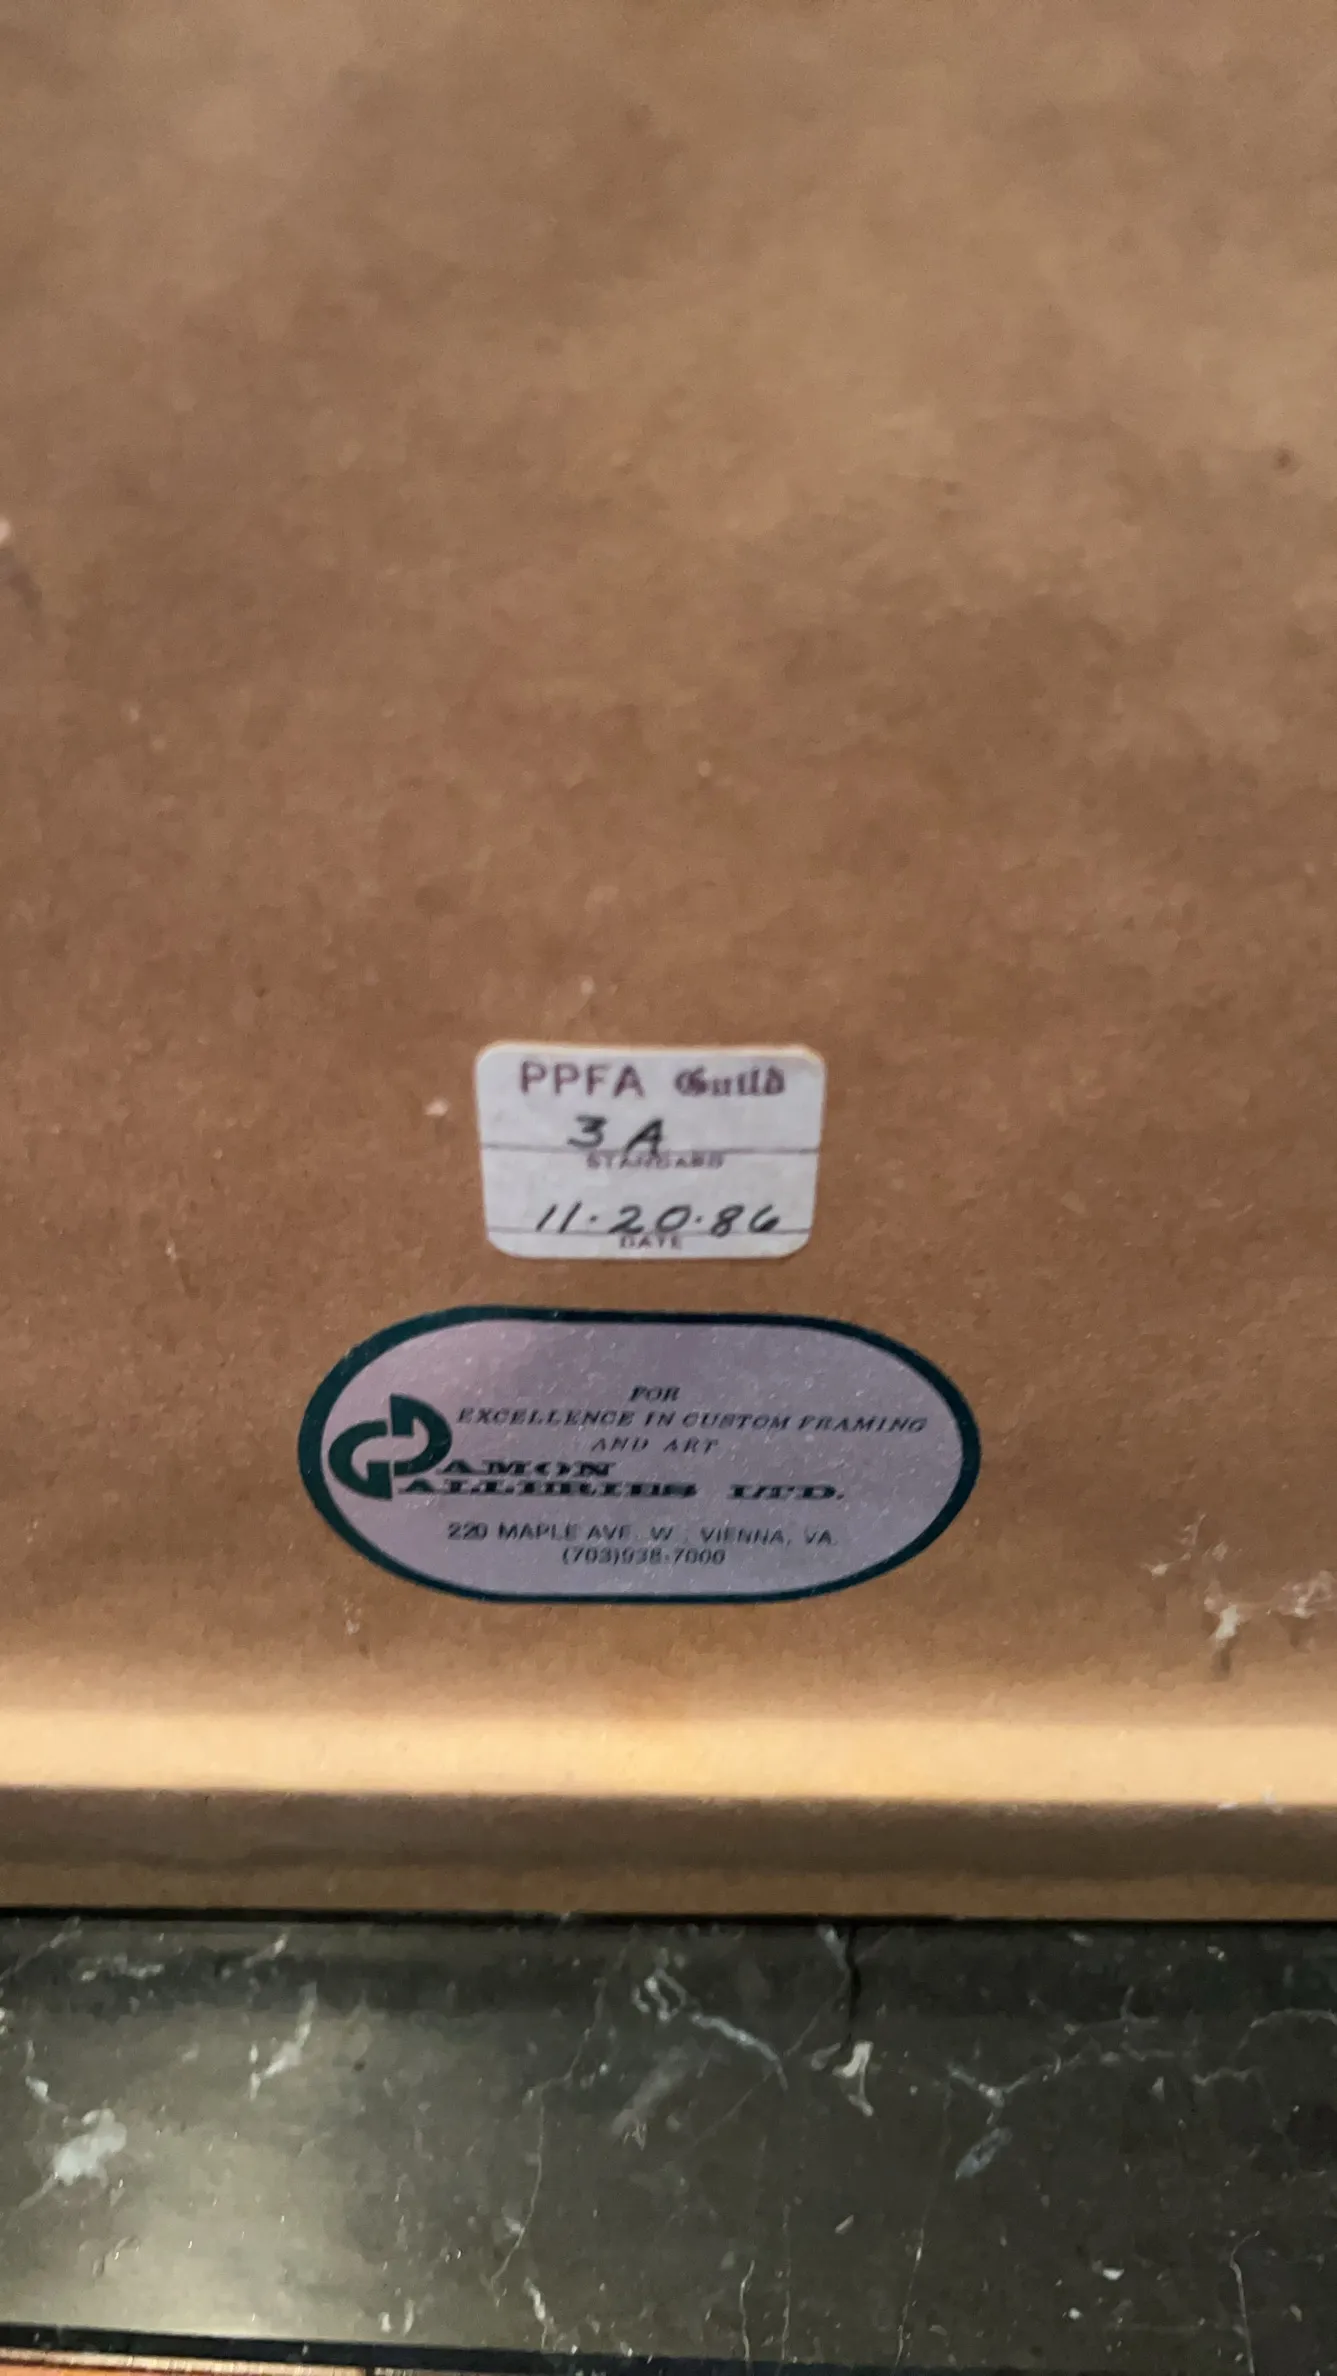 PPFA Guild
3A
STANDARD
11·20·86
DATE
FOR
EXCELLENCE IN CUSTOM FRAMING
AND ART
DAMON
GALLERIES LTD.
220 MAPLE AVE. W., VIENNA, VA.
(703)938-7000